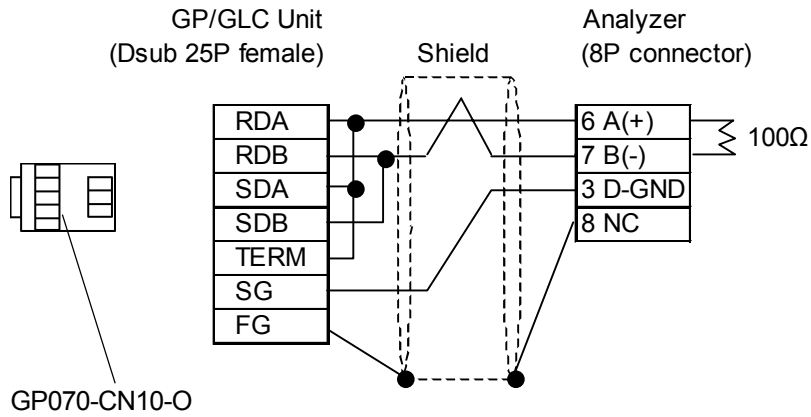 GP/GLC Unit
(Dsub 25P female)
Shield
Analyzer
(8P connector)
RDA
RDB
SDA
SDB
TERM
SG
FG
6 A(+)
7 B(-)
3 D-GND
8 NC
100Ω
GP070-CN10-O